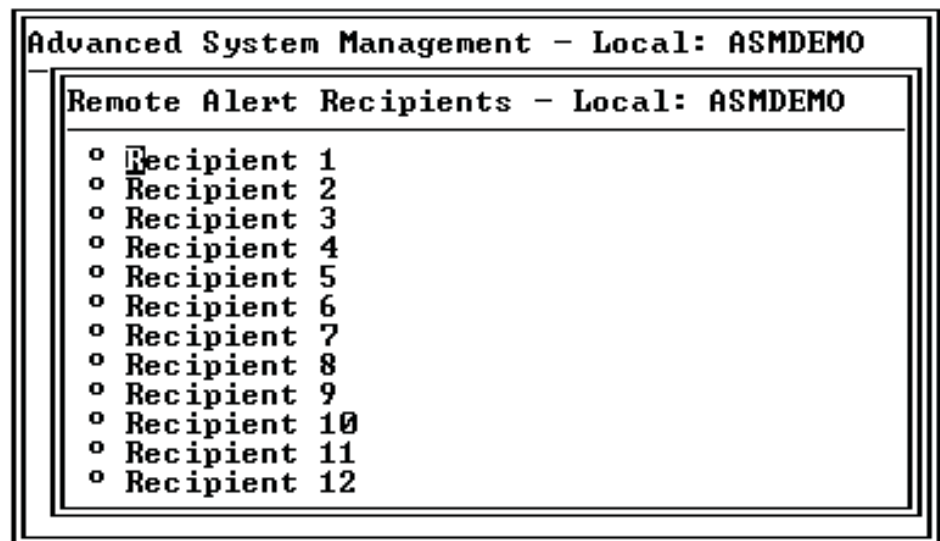 Advanced System Management - Local: ASMDEMO
Remote Alert Recipients - Local: ASMDEMO
º Recipient 1
º Recipient 2
º Recipient 3
º Recipient 4
º Recipient 5
º Recipient 6
º Recipient 7
º Recipient 8
º Recipient 9
º Recipient 10
º Recipient 11
º Recipient 12